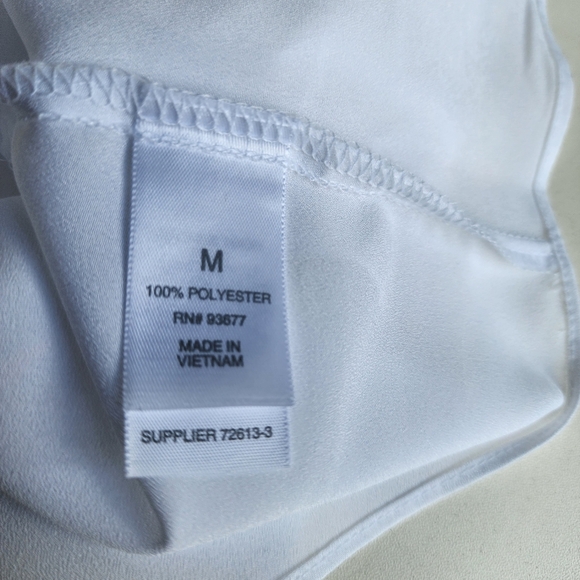 M
100% POLYESTER
RN# 93677
MADE IN
VIETNAM
SUPPLIER 72613-3